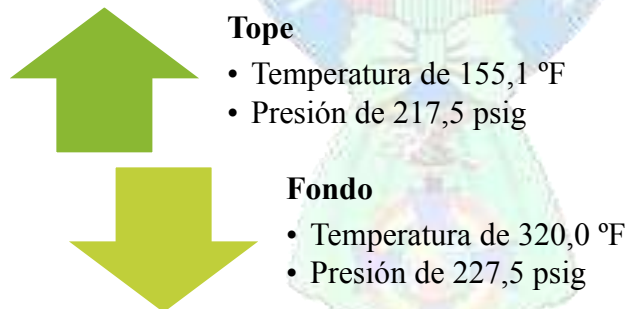 Tope
• Temperatura de 155,1 ºF
• Presión de 217,5 psig
Fondo
• Temperatura de 320,0 ºF
• Presión de 227,5 psig